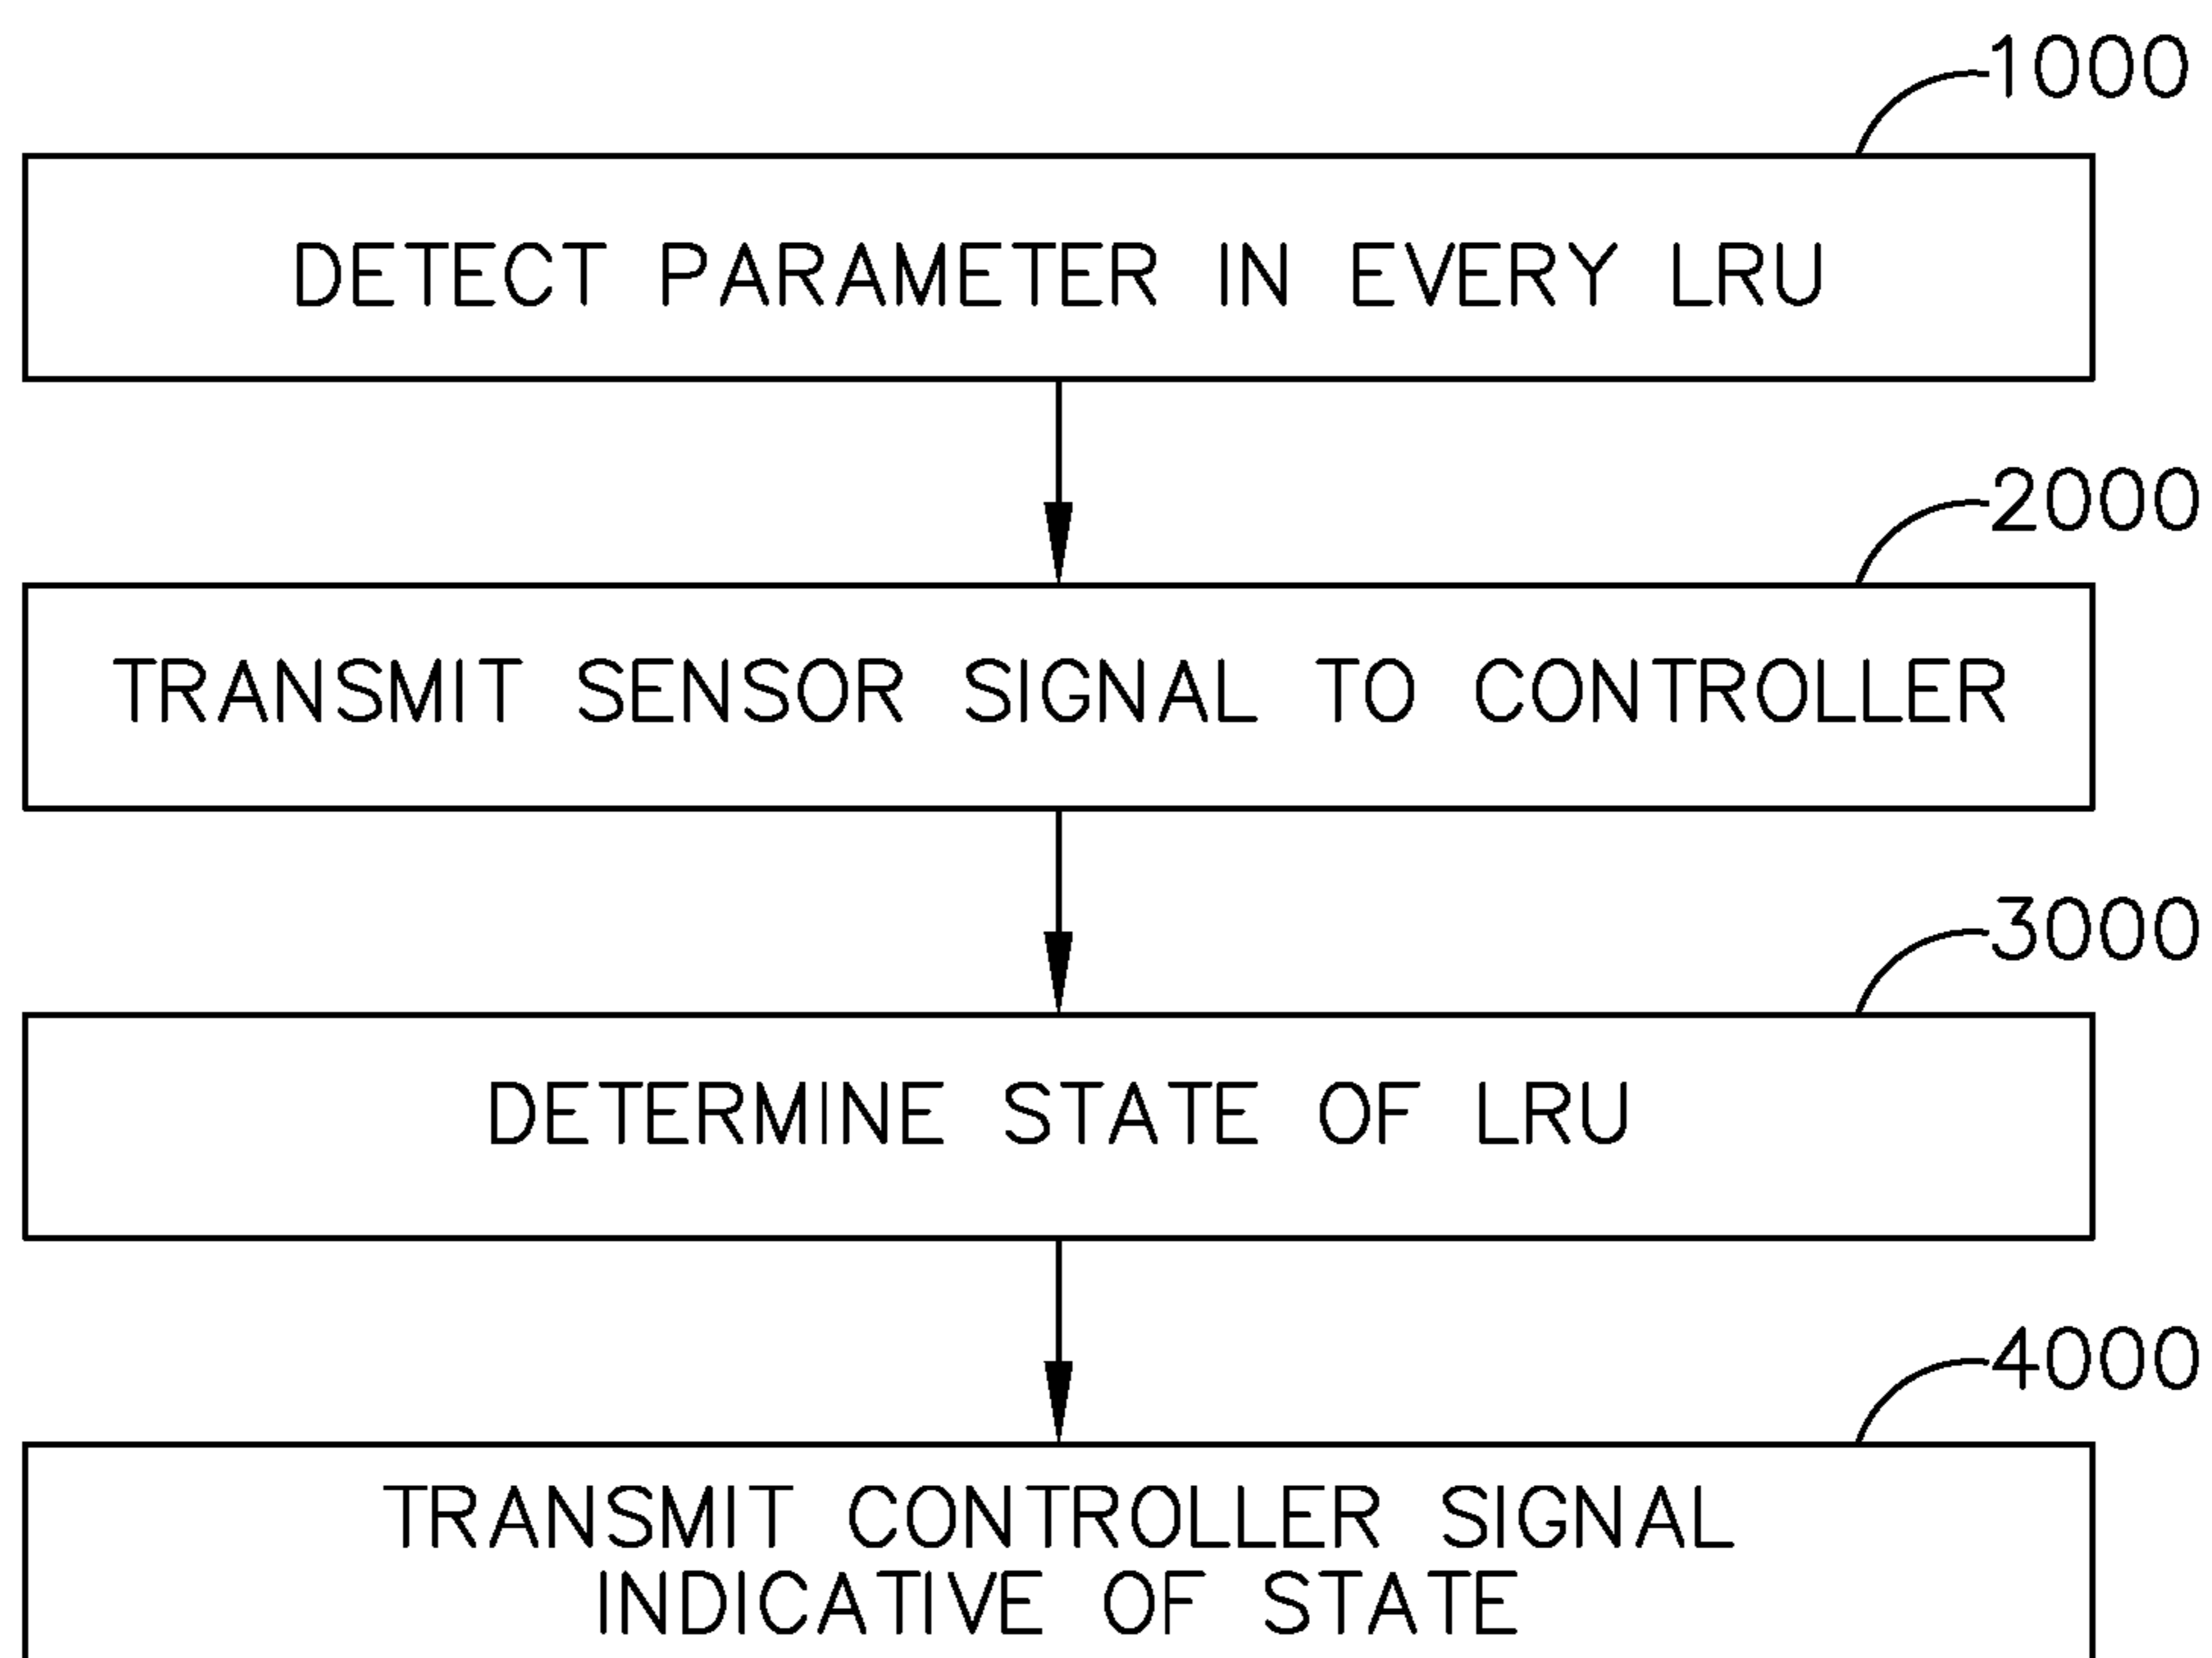 1000
DETECT PARAMETER IN EVERY LRU
2000
TRANSMIT SENSOR SIGNAL TO CONTROLLER
3000
DETERMINE STATE OF LRU
4000
TRANSMIT CONTROLLER SIGNAL
INDICATIVE OF STATE